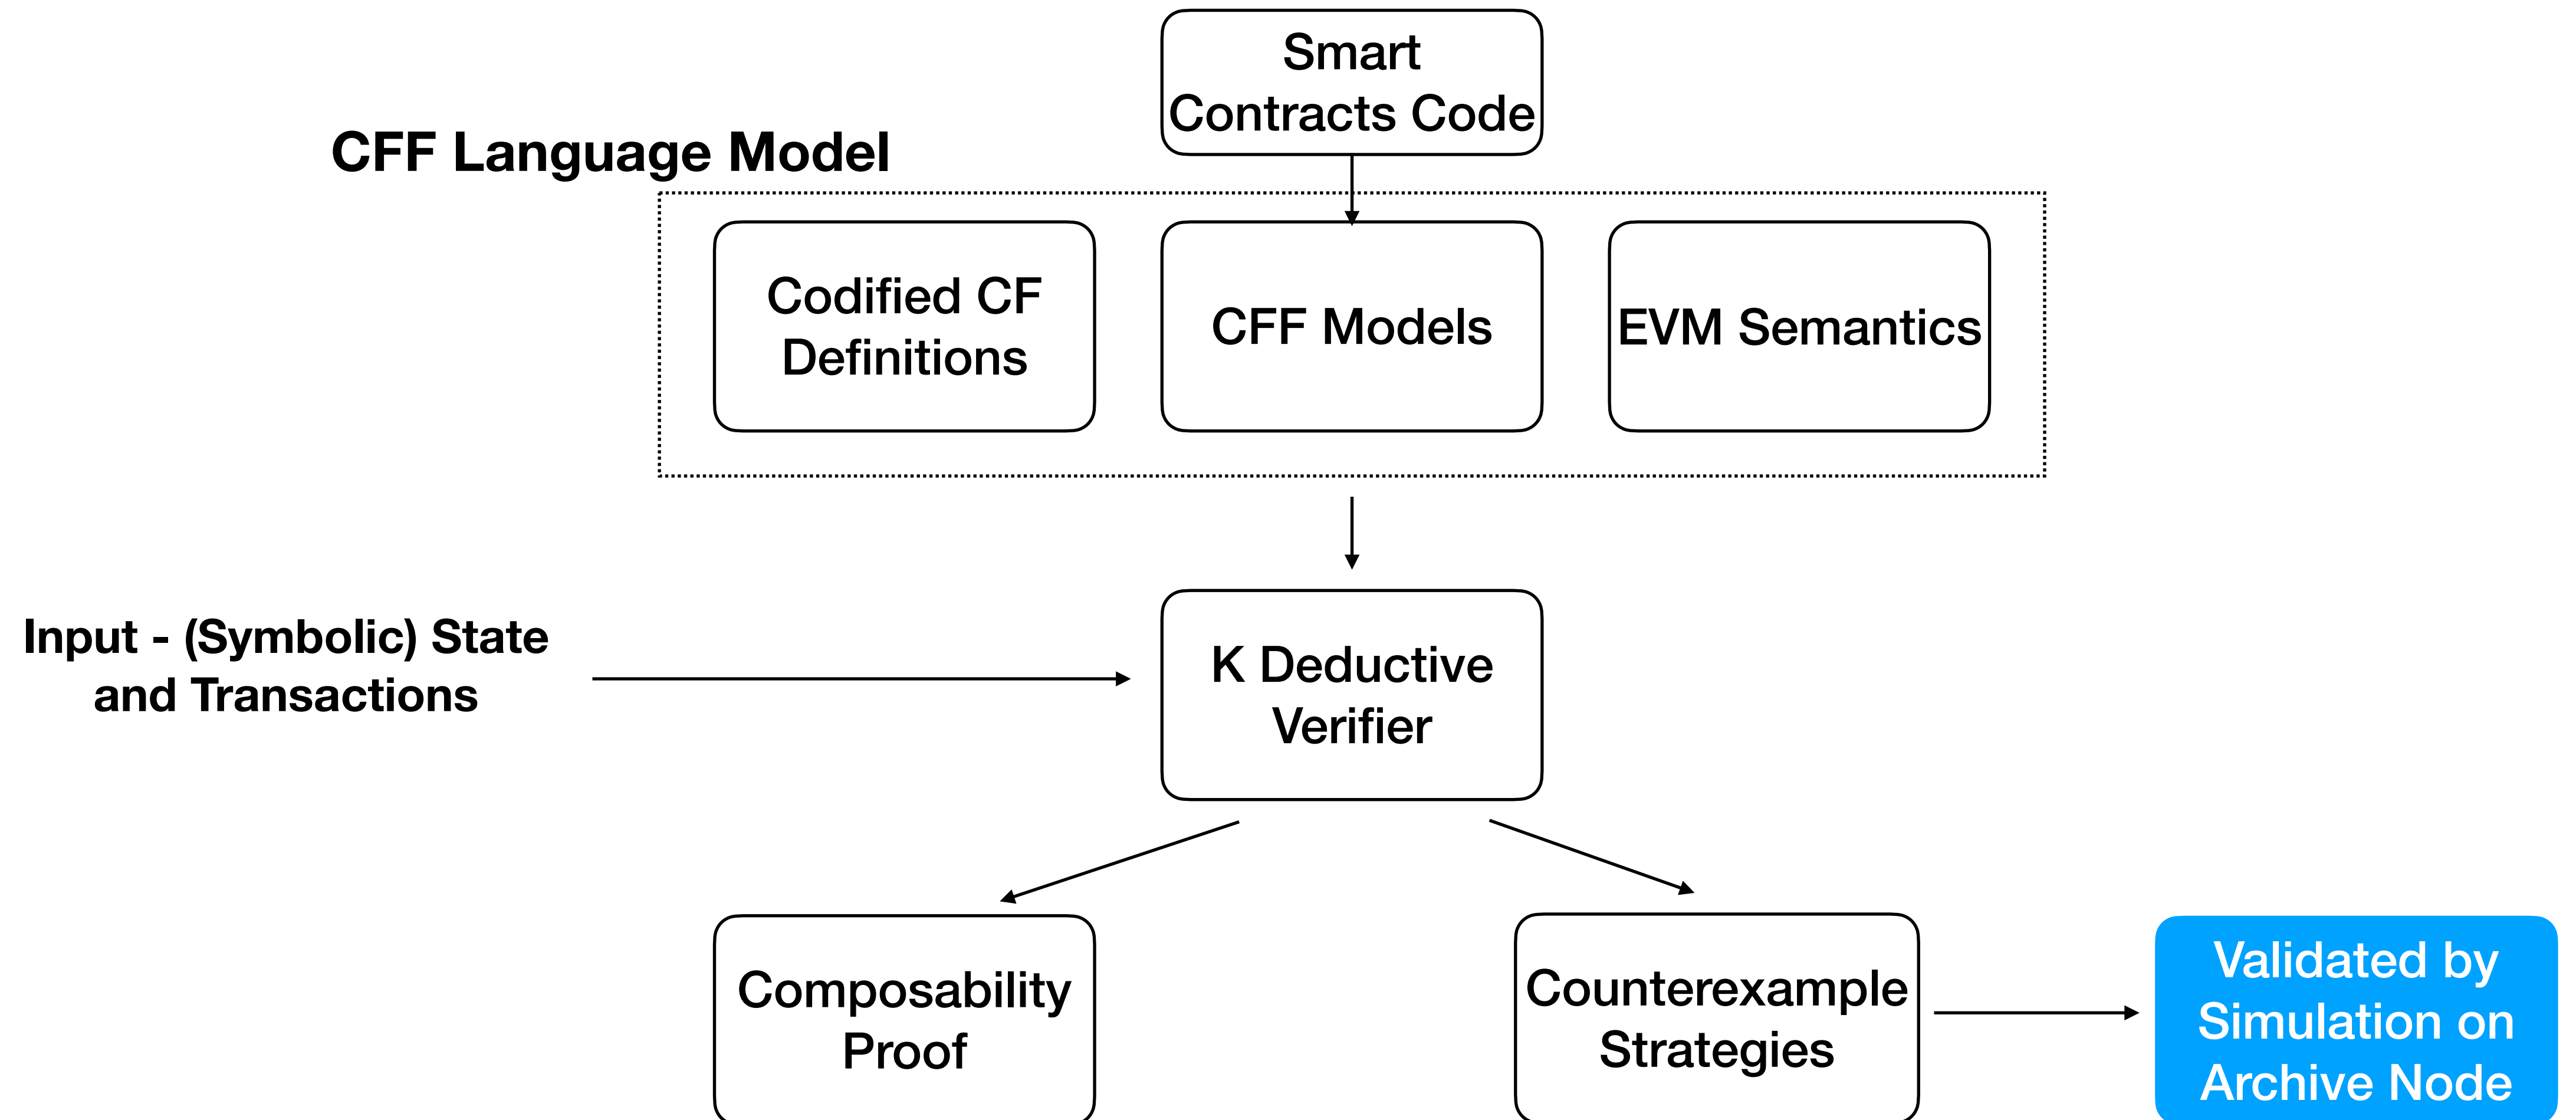 Smart
Contracts Code
CFF Language Model
Codified CF
Definitions
CFF Models
EVM Semantics
Input - (Symbolic) State
and Transactions
K Deductive
Verifier
Composability
Proof
Counterexample
Strategies
Validated by
Simulation on
Archive Node